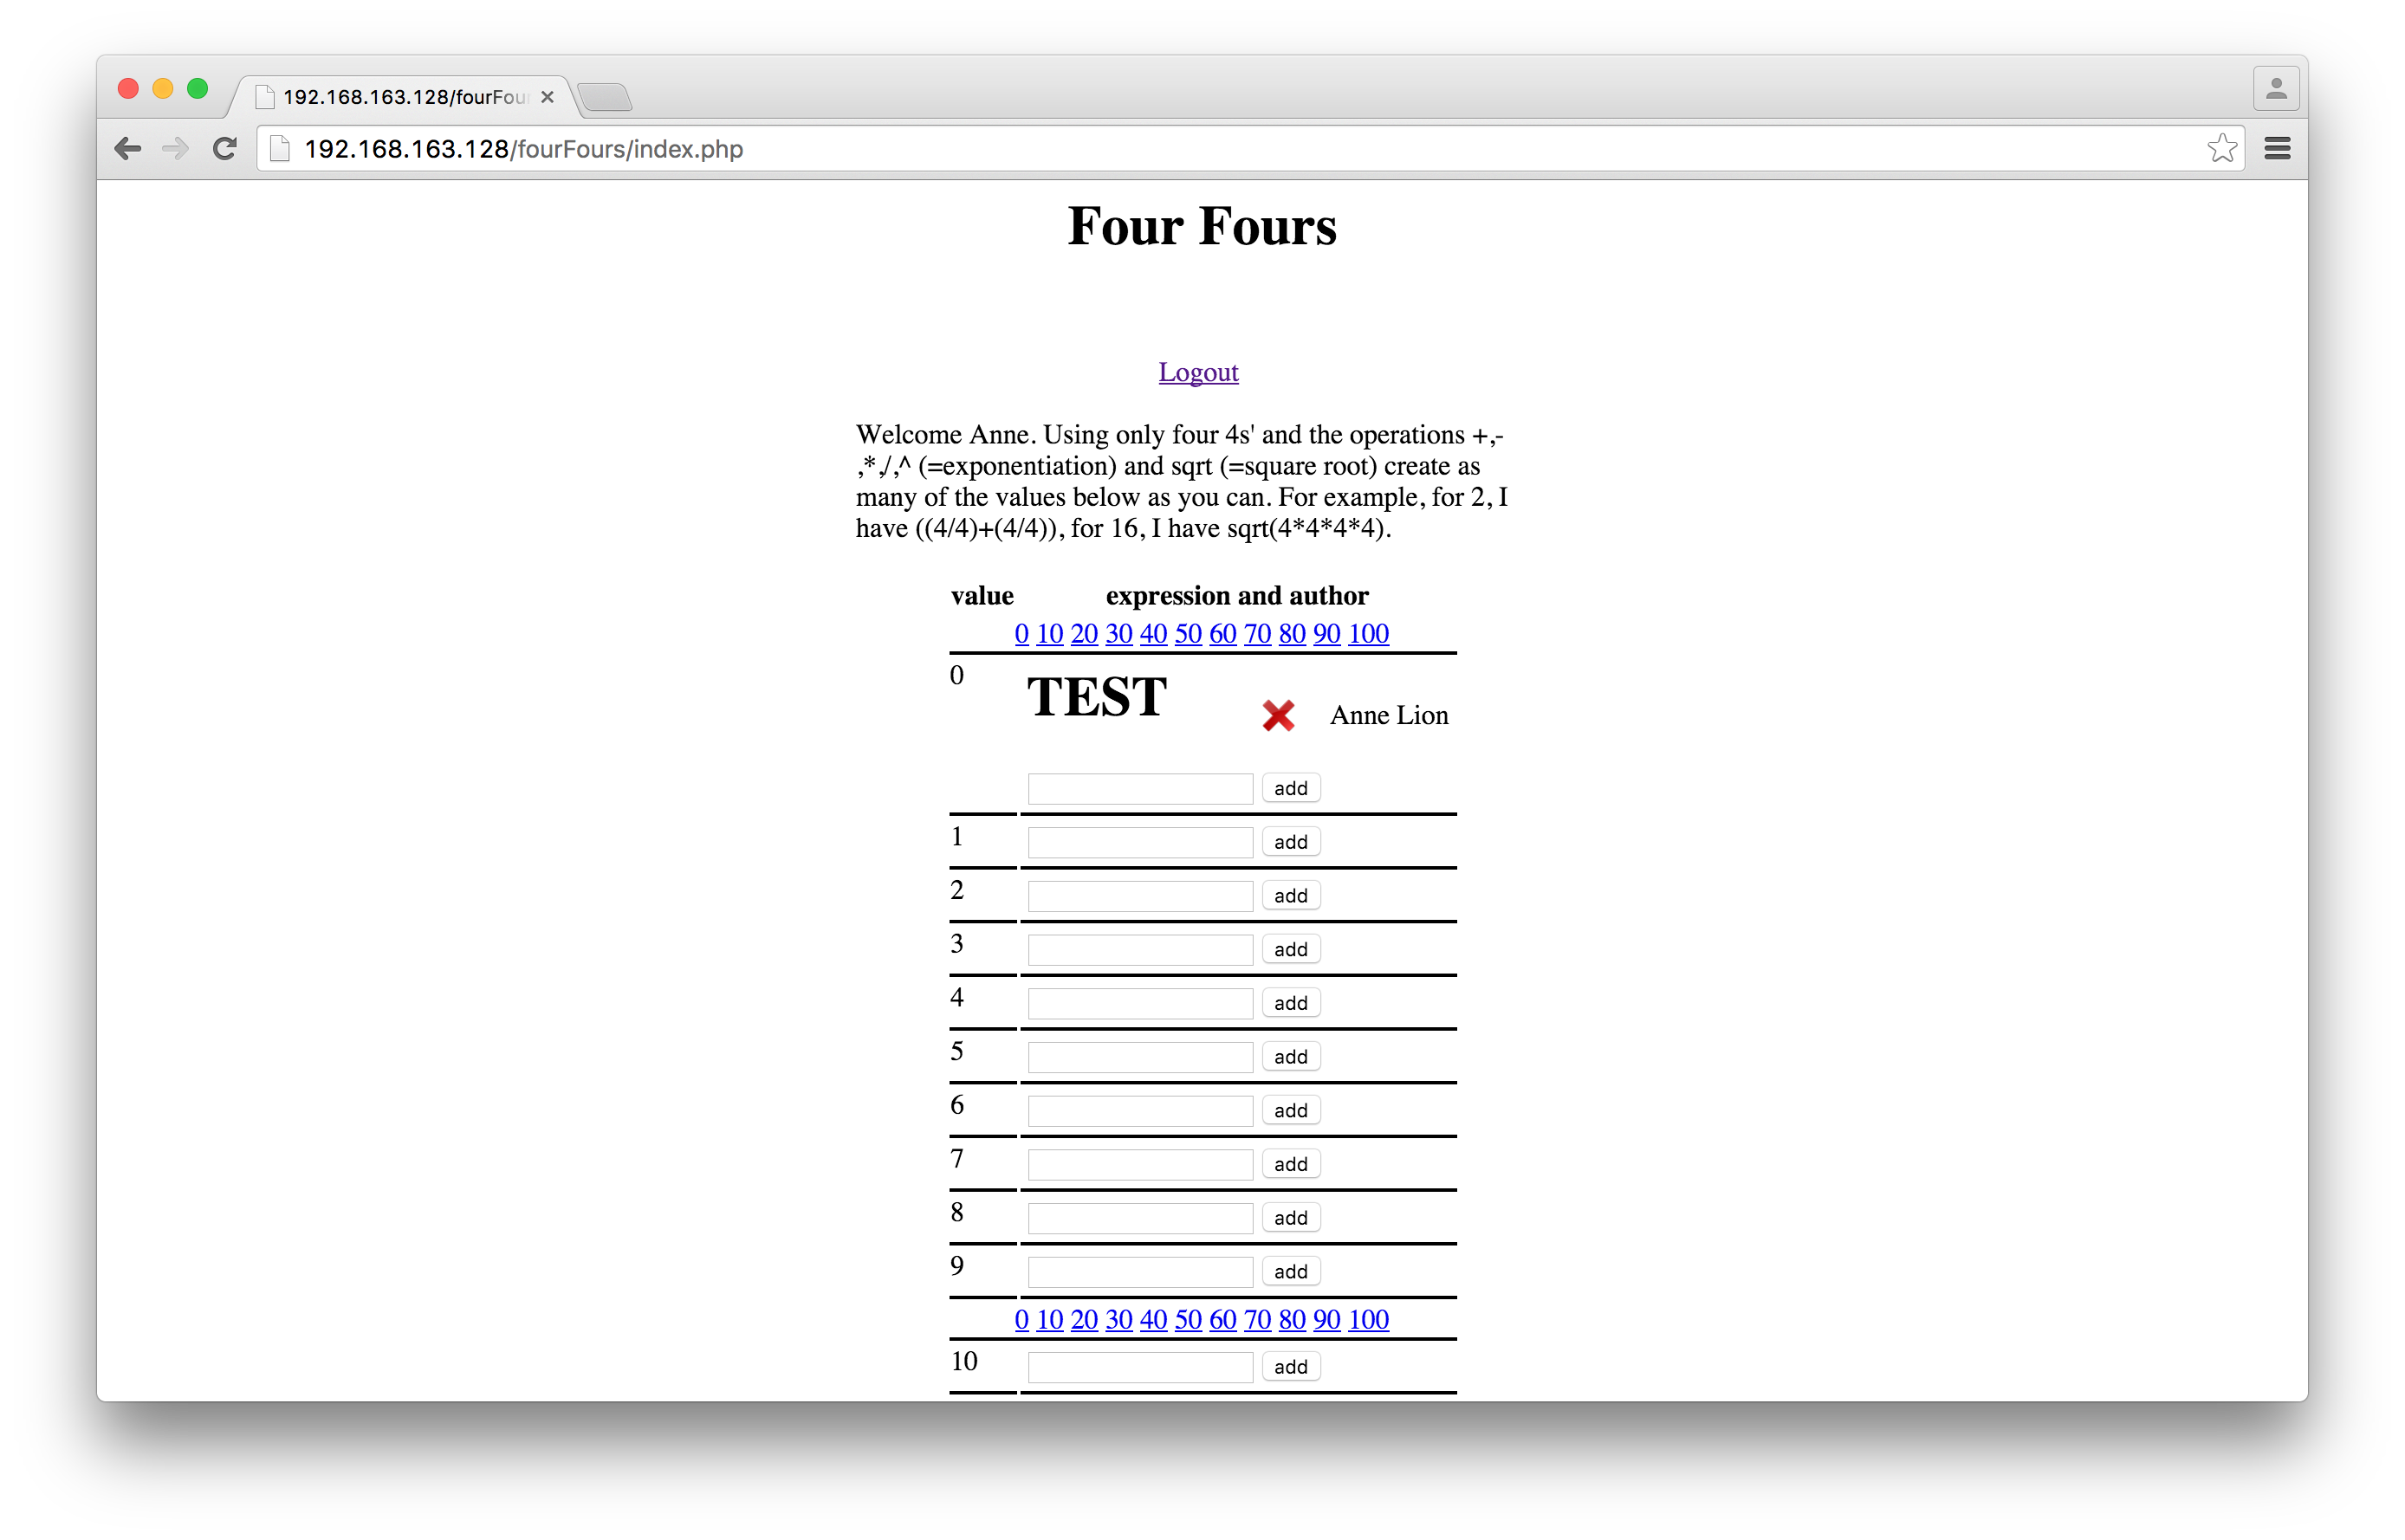 192.168.163.128/fourFou
192.168.163.128/fourFours/index.php
Four Fours
Logout
Welcome Anne. Using only four 4s' and the operations +,-
,*,/,^ (=exponentiation) and sqrt (=square root) create as
many of the values below as you can. For example, for 2, I
have ((4/4)+(4/4)), for 16, I have sqrt(4*4*4*4).
value expression and author
0 10 20 30 40 50 60 70 80 90 100
0 TEST Anne Lion
add
1 add
2 add
3 add
4 add
5 add
6 add
7 add
8 add
9 add
0 10 20 30 40 50 60 70 80 90 100
10 add